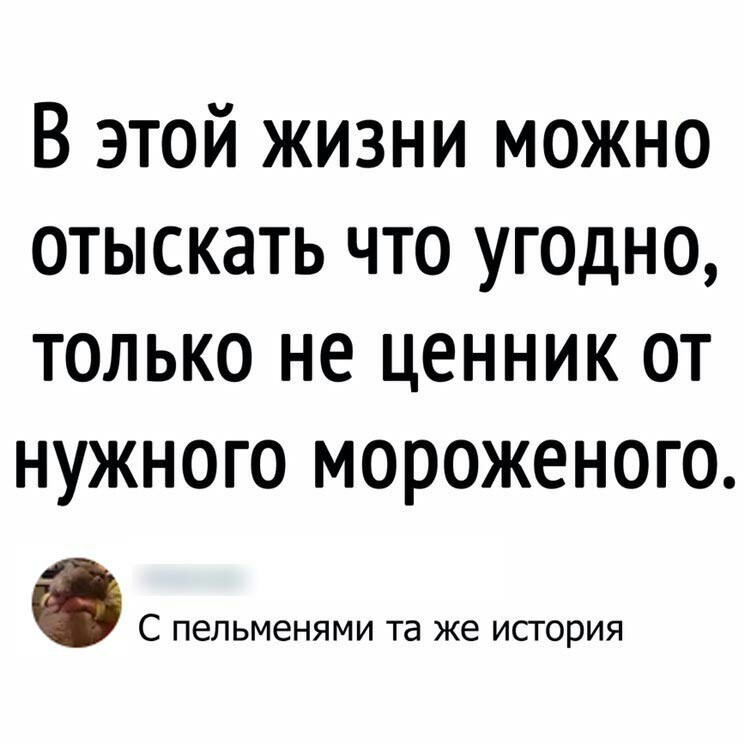 В этой жизни можно
отыскать что угодно,
только не ценник от
нужного мороженого.
С пельменями та же история